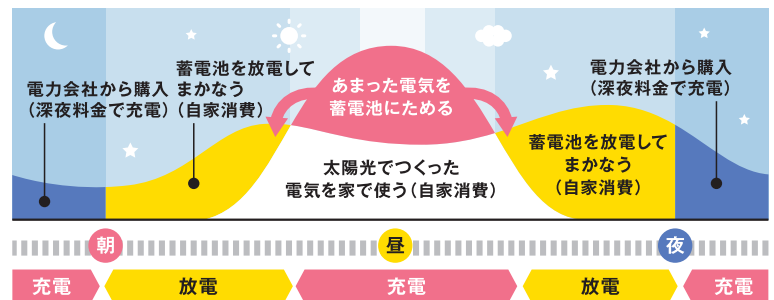 電力会社から購入
（深夜料金で充電）
蓄電池を放電して
まかなう
（自家消費）
あまった電気を
蓄電池にためる
太陽光でつくった
電気を家で使う（自家消費）
蓄電池を放電して
まかなう
（自家消費）
電力会社から購入
（深夜料金で充電）
朝
昼
夜
充電
放電
充電
放電
充電